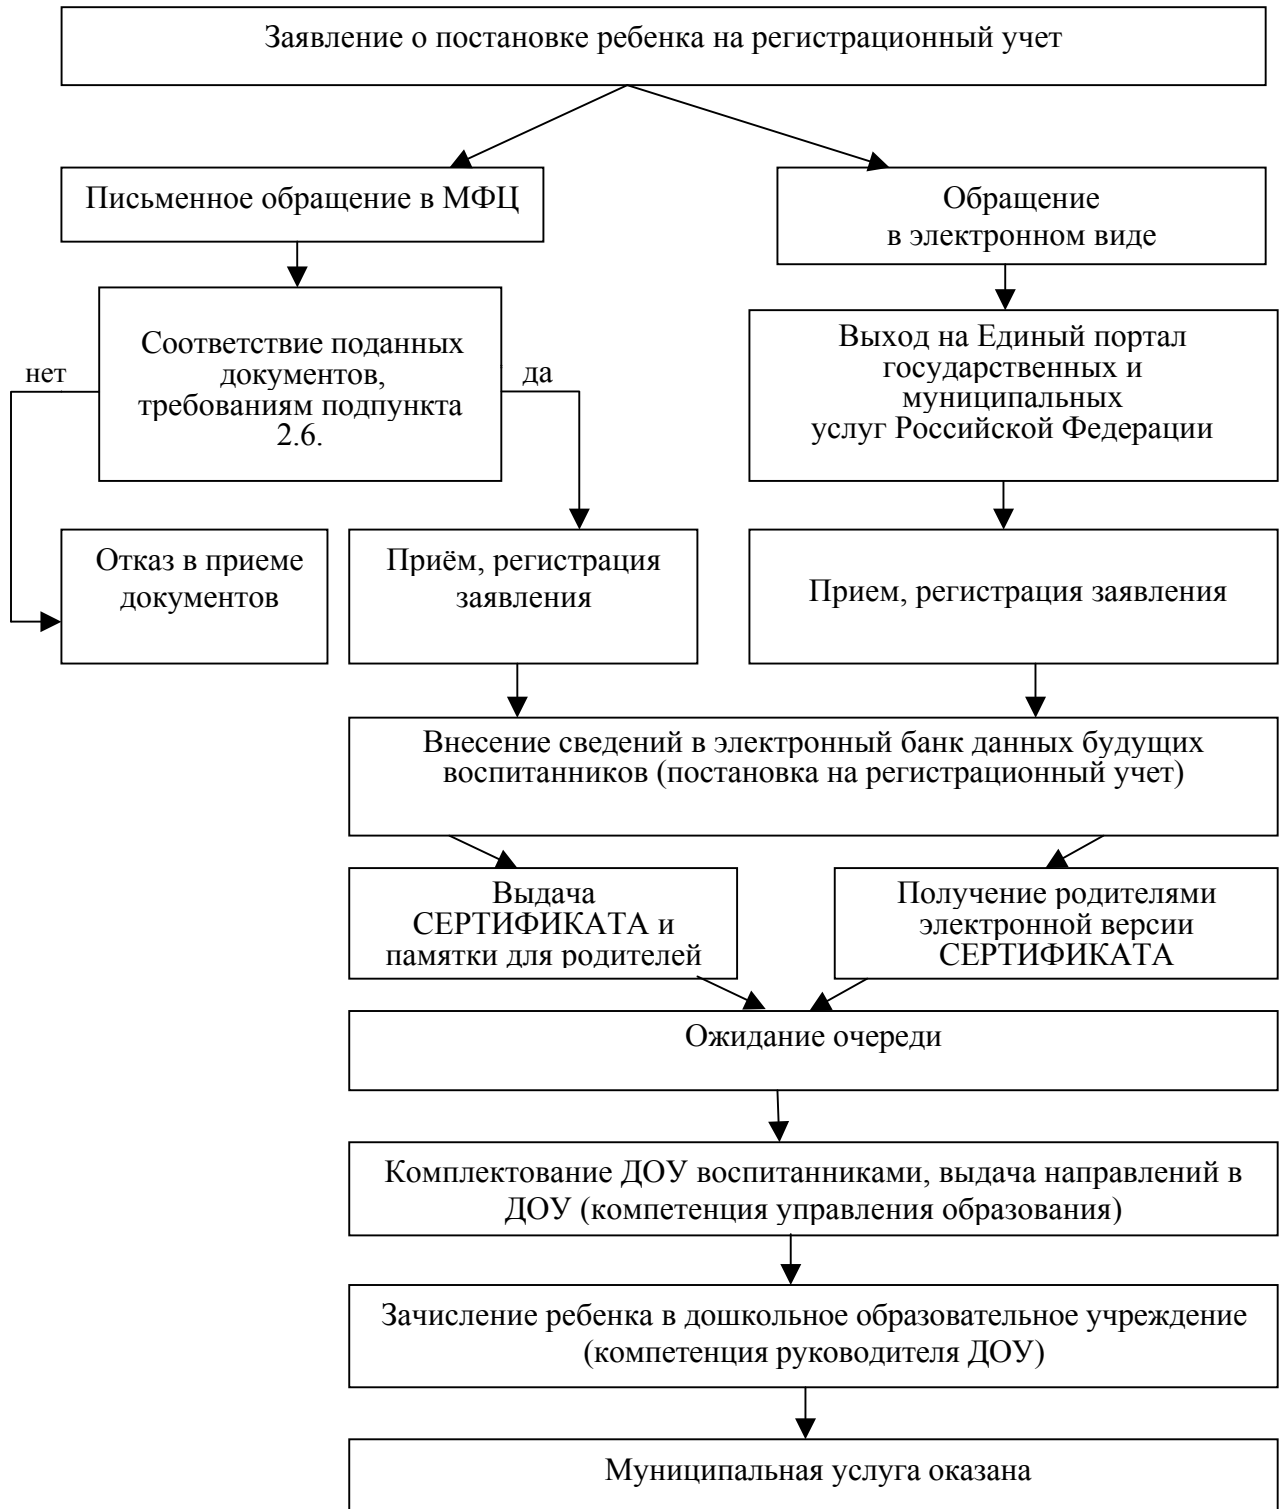 Заявление о постановке ребенка на регистрационный учет
Письменное обращение в МФЦ
Обращение
в электронном виде
Соответствие поданных
документов,
требованиям подпункта
2.6.
нет
да
Выход на Единый портал
государственных и
муниципальных
услуг Российской Федерации
Отказ в приеме
документов
Приём, регистрация
заявления
Прием, регистрация заявления
Внесение сведений в электронный банк данных будущих
воспитанников (постановка на регистрационный учет)
Выдача
СЕРТИФИКАТА и
памятки для родителей
Получение родителями
электронной версии
СЕРТИФИКАТА
Ожидание очереди
Комплектование ДОУ воспитанниками, выдача направлений в
ДОУ (компетенция управления образования)
Зачисление ребенка в дошкольное образовательное учреждение
(компетенция руководителя ДОУ)
Муниципальная услуга оказана